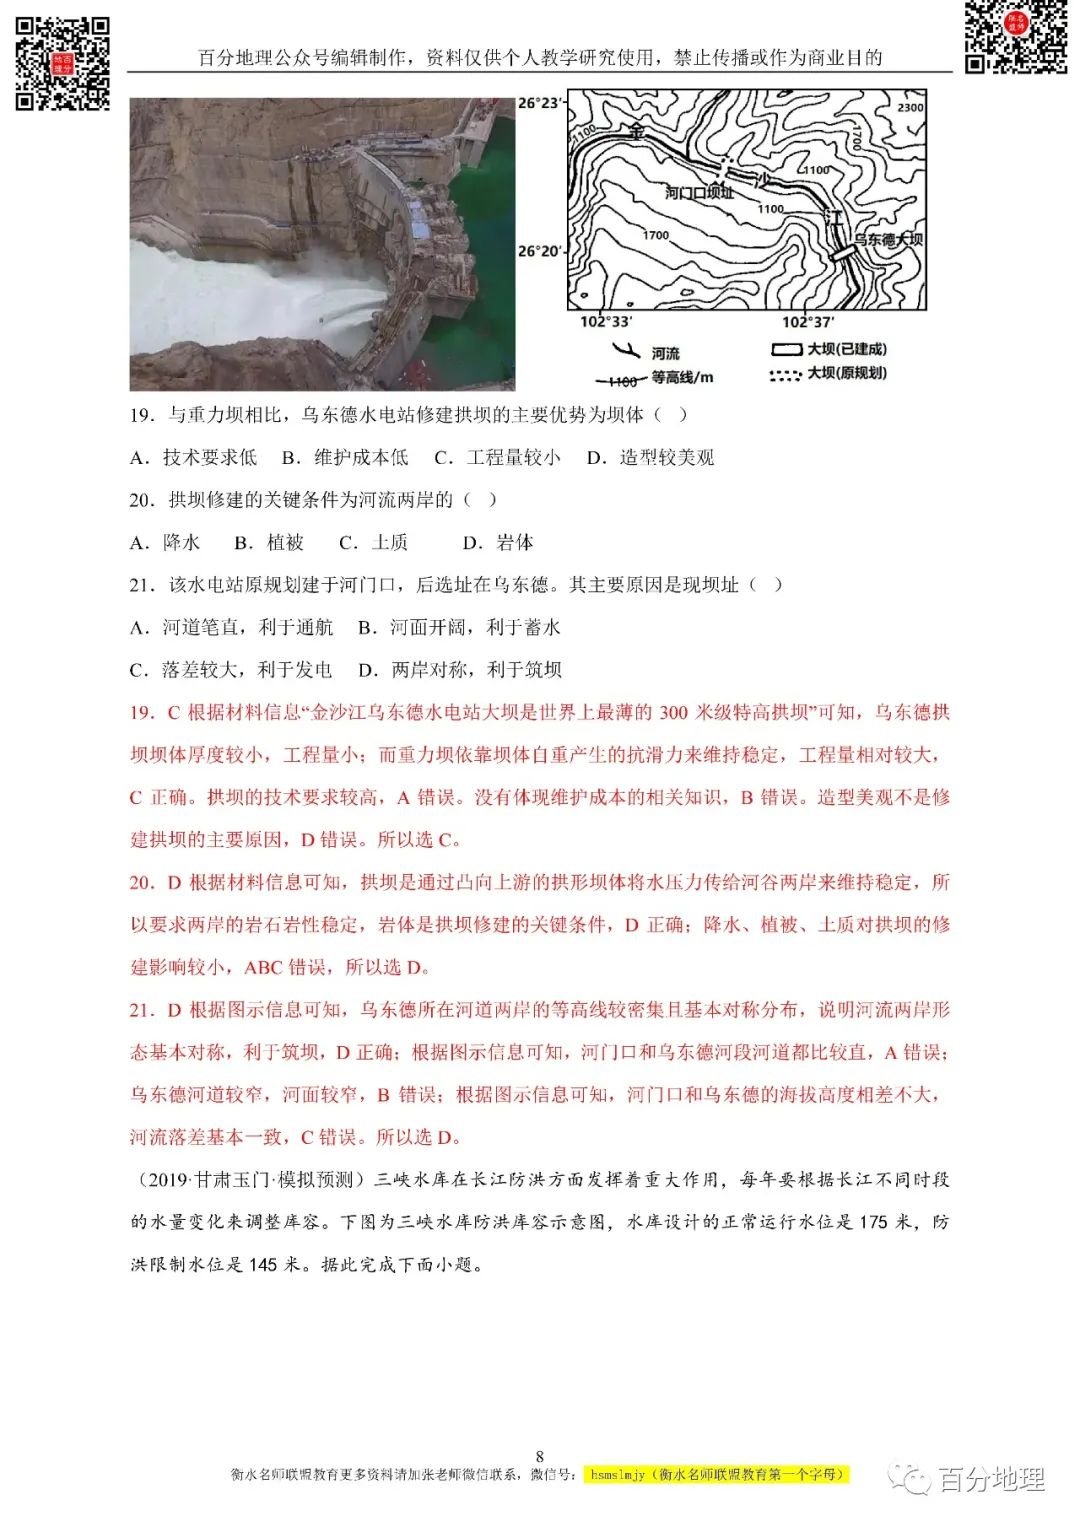 百分地理公众号编辑制作，资料仅供个人教学研究使用，禁止传播或作为商业目的
26°23′
26°20′
102°33′
102°37′
2300
1100
1700
金
沙
江
1100
河门口坝址
1100
1700
乌东德大坝
河流
大坝(已建成)
1100 等高线/m
大坝(原规划)
19．与重力坝相比，乌东德水电站修建拱坝的主要优势为坝体（ ）
A．技术要求低 B．维护成本低 C．工程量较小 D．造型较美观
20．拱坝修建的关键条件为河流两岸的（ ）
A．降水 B．植被 C．土质 D．岩体
21．该水电站原规划建于河门口，后选址在乌东德。其主要原因是现坝址（ ）
A．河道笔直，利于通航 B．河面开阔，利于蓄水
C．落差较大，利于发电 D．两岸对称，利于筑坝
19．C 根据材料信息“金沙江乌东德水电站大坝是世界上最薄的 300 米级特高拱坝”可知，乌东德拱
坝坝体厚度较小，工程量小；而重力坝依靠坝体自重产生的抗滑力来维持稳定，工程量相对较大，
C 正确。拱坝的技术要求较高，A 错误。没有体现维护成本的相关知识，B 错误。造型美观不是修
建拱坝的主要原因，D 错误。所以选 C。
20．D 根据材料信息可知，拱坝是通过凸向上游的拱形坝体将水压力传给河谷两岸来维持稳定，所
以要求两岸的岩石岩性稳定，岩体是拱坝修建的关键条件，D 正确；降水、植被、土质对拱坝的修
建影响较小，ABC 错误，所以选 D。
21．D 根据图示信息可知，乌东德所在河道两岸的等高线较密集且基本对称分布，说明河流两岸形
态基本对称，利于筑坝，D 正确；根据图示信息可知，河门口和乌东德河段河道都比较直，A 错误；
乌东德河道较窄，河面较窄，B 错误；根据图示信息可知，河门口和乌东德的海拔高度相差不大，
河流落差基本一致，C 错误。所以选 D。
（2019·甘肃玉门·模拟预测）三峡水库在长江防洪方面发挥着重大作用，每年要根据长江不同时段
的水量变化来调整库容。下图为三峡水库防洪库容示意图，水库设计的正常运行水位是 175 米，防
洪限制水位是 145 米。据此完成下面小题。
8
衡水名师联盟教育更多资料请加张老师微信联系，微信号： hsmslmjy（衡水名师联盟教育第一个字母）
百分地理